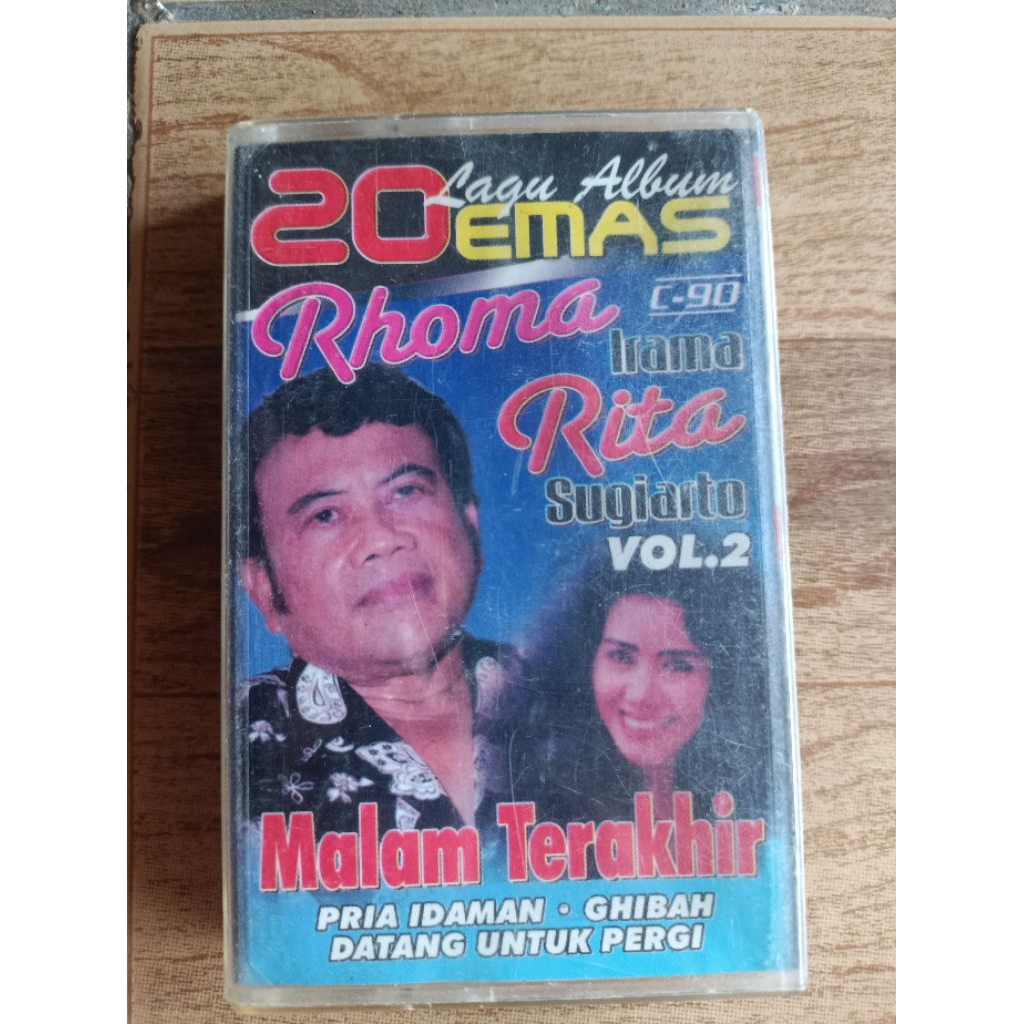 20 Lagu Album
EMAS
C-90
Rhoma
Irama
Rita
Sugiarto
VOL.2
Malam Terakhir
PRIA IDAMAN • GHIBAH
DATANG UNTUK PERGI